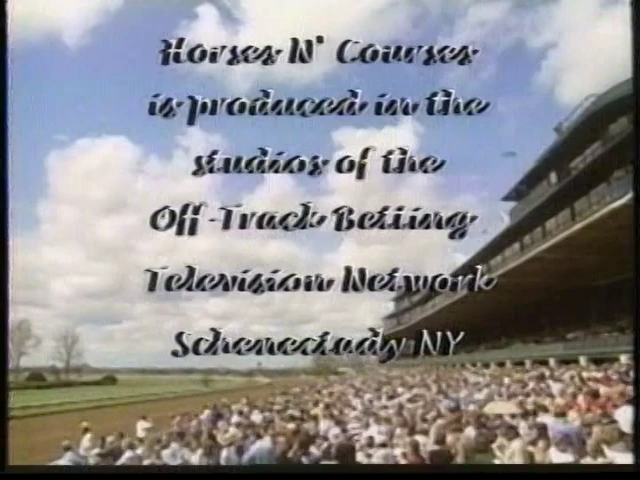 Horses N' Courses
is produced in the
studios of the
Off-Track Betting
Television Network
Schenectady NY